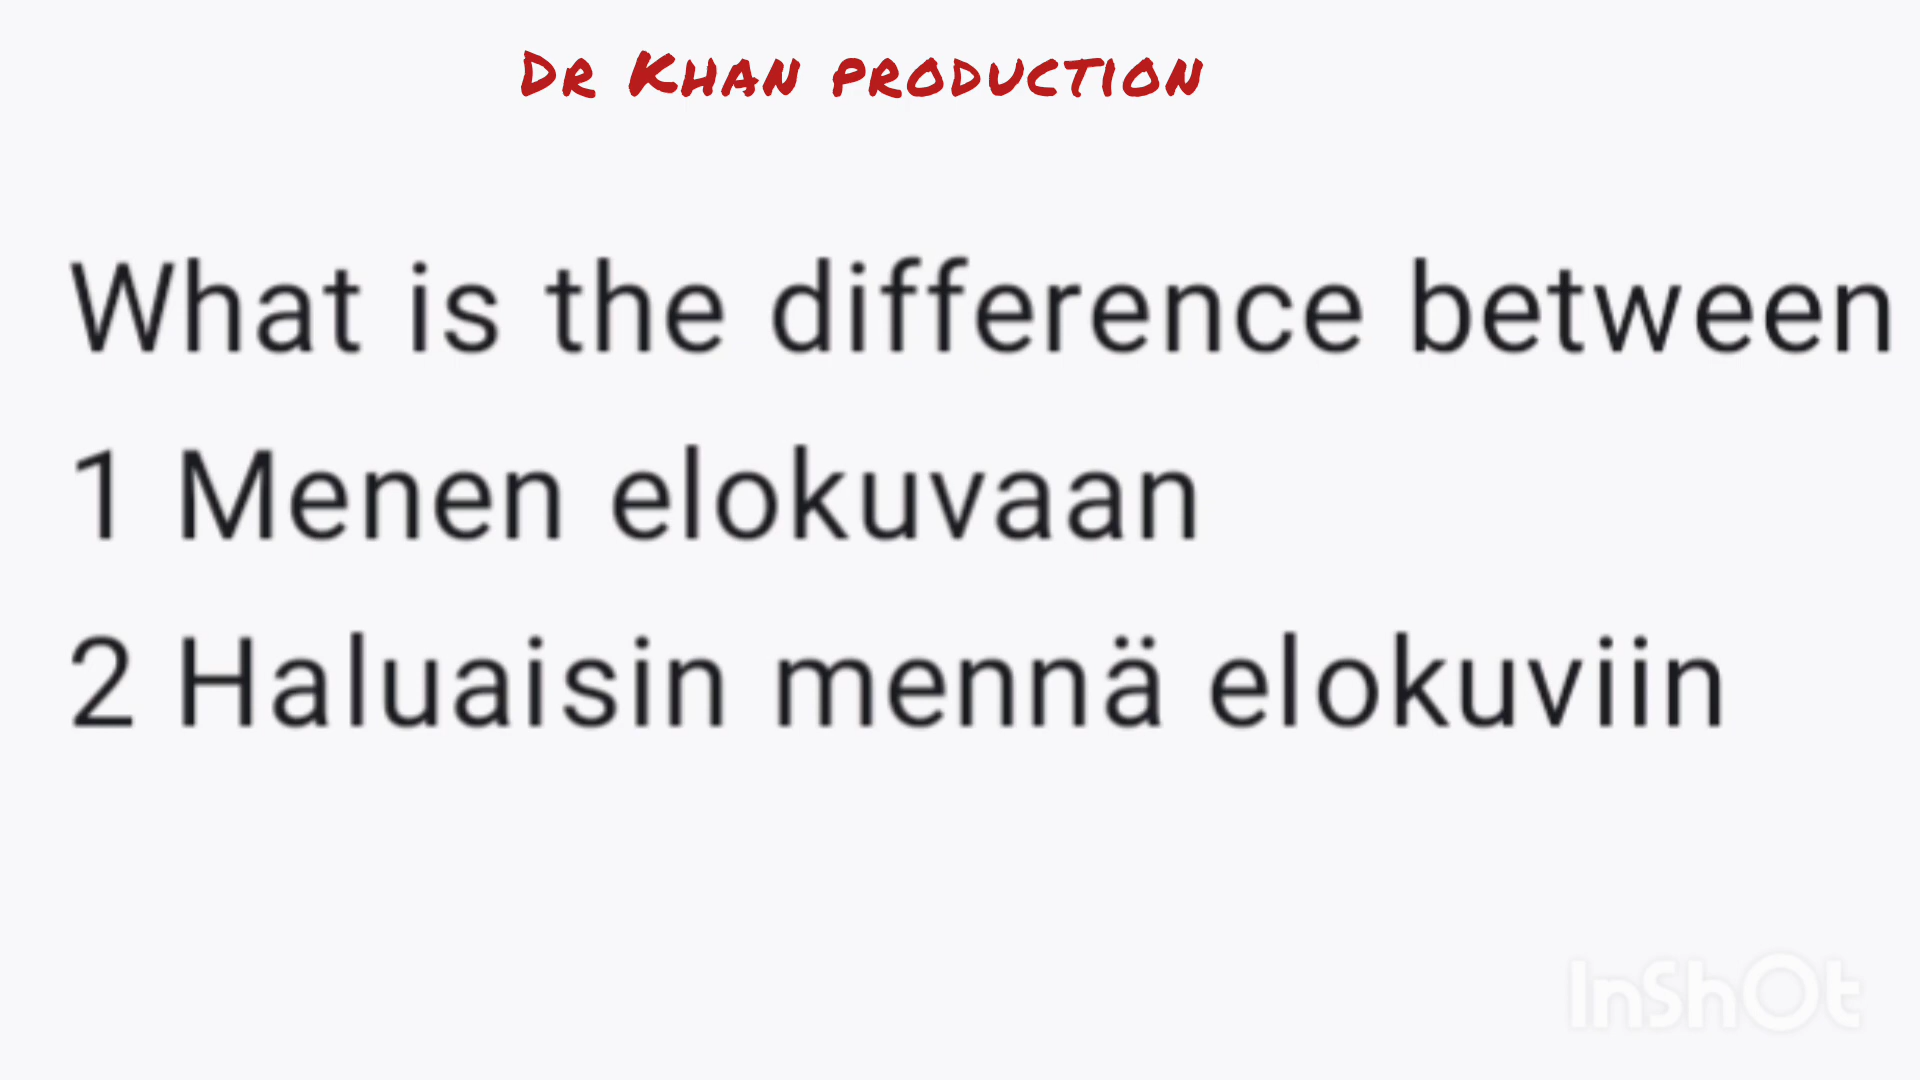 Dr Khan production
What is the difference between
1 Menen elokuvaan
2 Haluaisin mennä elokuviin
InShOt